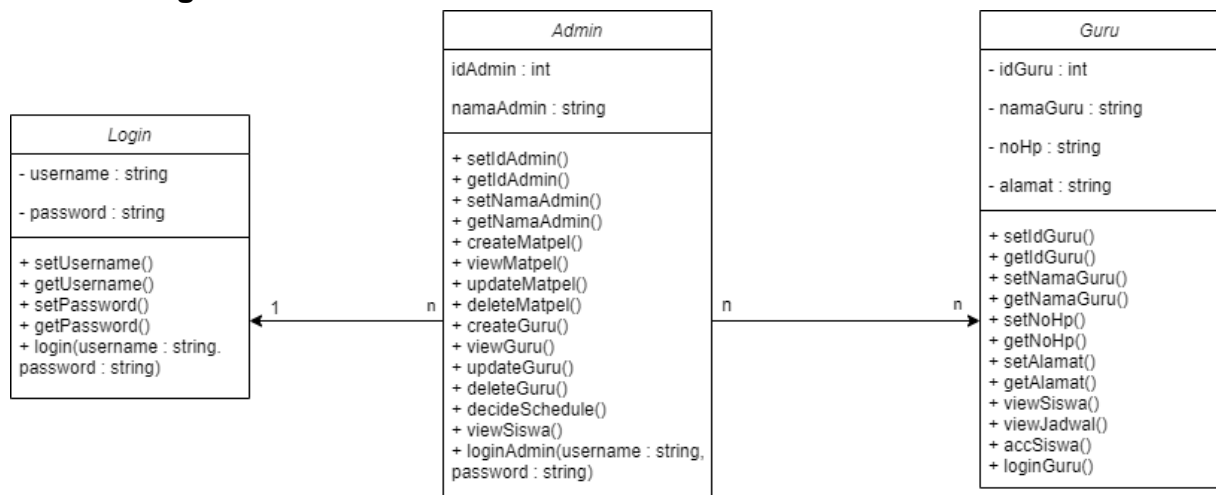 Login
- username : string
- password : string
+ setUsername()
+ getUsername()
+ setPassword()
+ getPassword()
+ login(username : string.
password : string)
1
n
Admin
idAdmin : int
namaAdmin : string
+ setIdAdmin()
+ getIdAdmin()
+ setNamaAdmin()
+ getNamaAdmin()
+ createMatpel()
+ viewMatpel()
+ updateMatpel()
+ deleteMatpel()
+ createGuru()
+ viewGuru()
+ updateGuru()
+ deleteGuru()
+ decideSchedule()
+ viewSiswa()
+ loginAdmin(username : string,
password : string)
n
n
Guru
- idGuru : int
- namaGuru : string
- noHp : string
- alamat : string
+ setIdGuru()
+ getIdGuru()
+ setNamaGuru()
+ getNamaGuru()
+ setNoHp()
+ getNoHp()
+ setAlamat()
+ getAlamat()
+ viewSiswa()
+ viewJadwal()
+ accSiswa()
+ loginGuru()